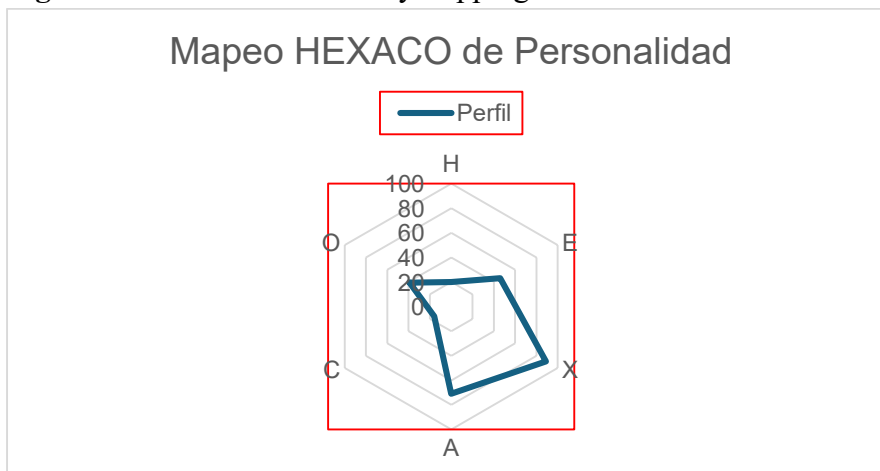 Mapeo HEXACO de Personalidad
Perfil
H
100
80
60
40
20
0
O
E
C
X
A